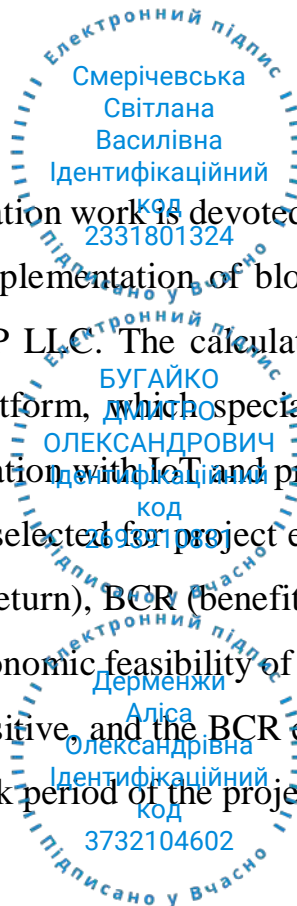 Електронний підпис
Смерічевська
Світлана
Василівна
Ідентифікаційний
код
2331801324
Підписано у Вчасно
ation work is devoted
plementation of blo
P LLC. The calcula
tform, which specia
ation with IoT and p
selected for project e
eturn), BCR (benefit
onomic feasibility of
sitive, and the BCR
k period of the proje
Електронний підпис
БУГАЙКО
ДМИТРО
ОЛЕКСАНДРОВИЧ
Ідентифікаційний
код
Підписано у Вчасно
Електронний підпис
Дерменжи
Аліса
Олександрівна
Ідентифікаційний
код
3732104602
Підписано у Вчасно